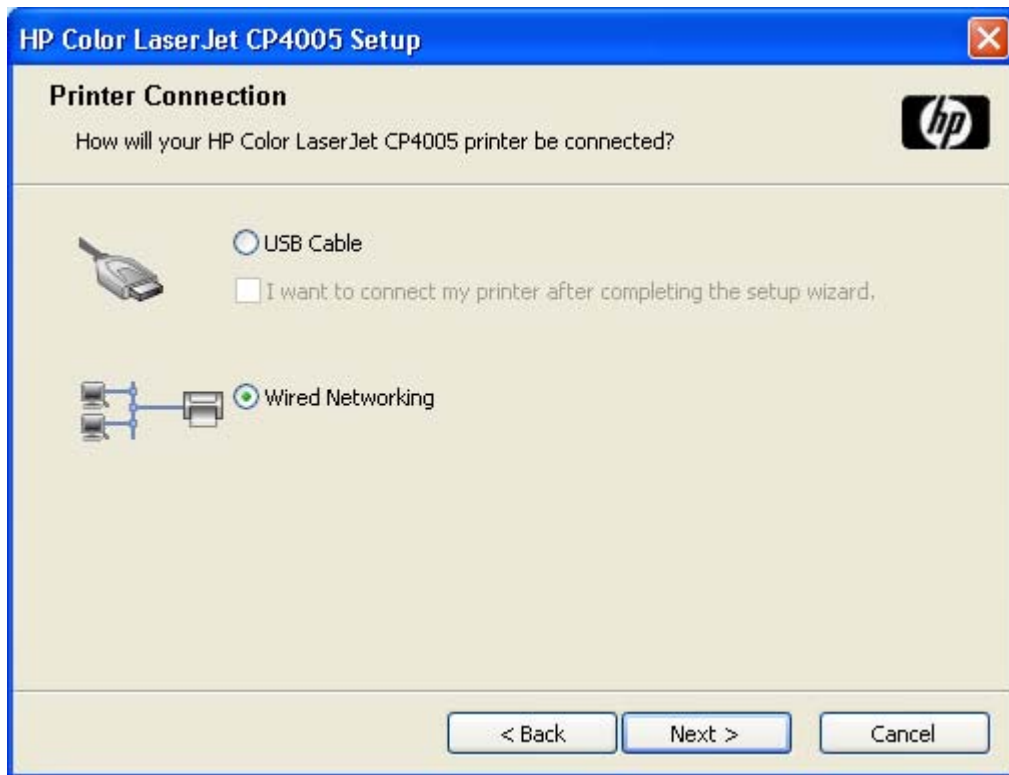 HP Color LaserJet CP4005 Setup
Printer Connection
How will your HP Color LaserJet CP4005 printer be connected?
hp
USB Cable
I want to connect my printer after completing the setup wizard.
Wired Networking
< Back
Next >
Cancel